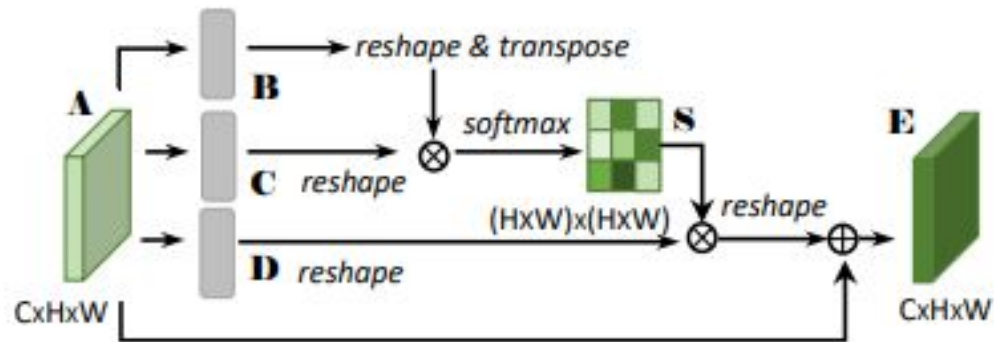 reshape & transpose
B
A
softmax
S
E
C
reshape
(HxW)x(HxW)
reshape
D
reshape
CxHxW
CxHxW